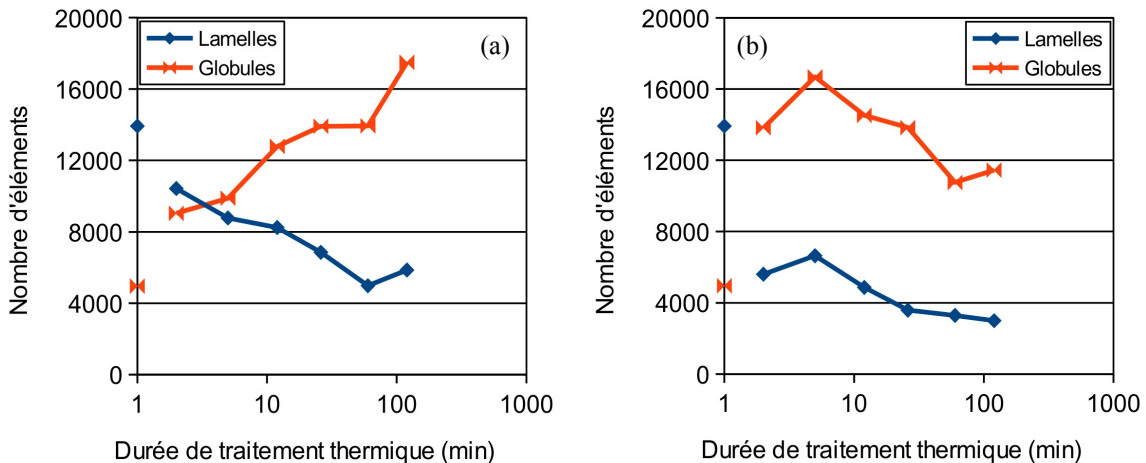 20000
16000
12000
8000
4000
0
Nombre d'éléments
Lamelles
Globules
(a)
1 10 100 1000
Durée de traitement thermique (min)
20000
16000
12000
8000
4000
0
Nombre d'éléments
(b)
Lamelles
Globules
1 10 100 1000
Durée de traitement thermique (min)